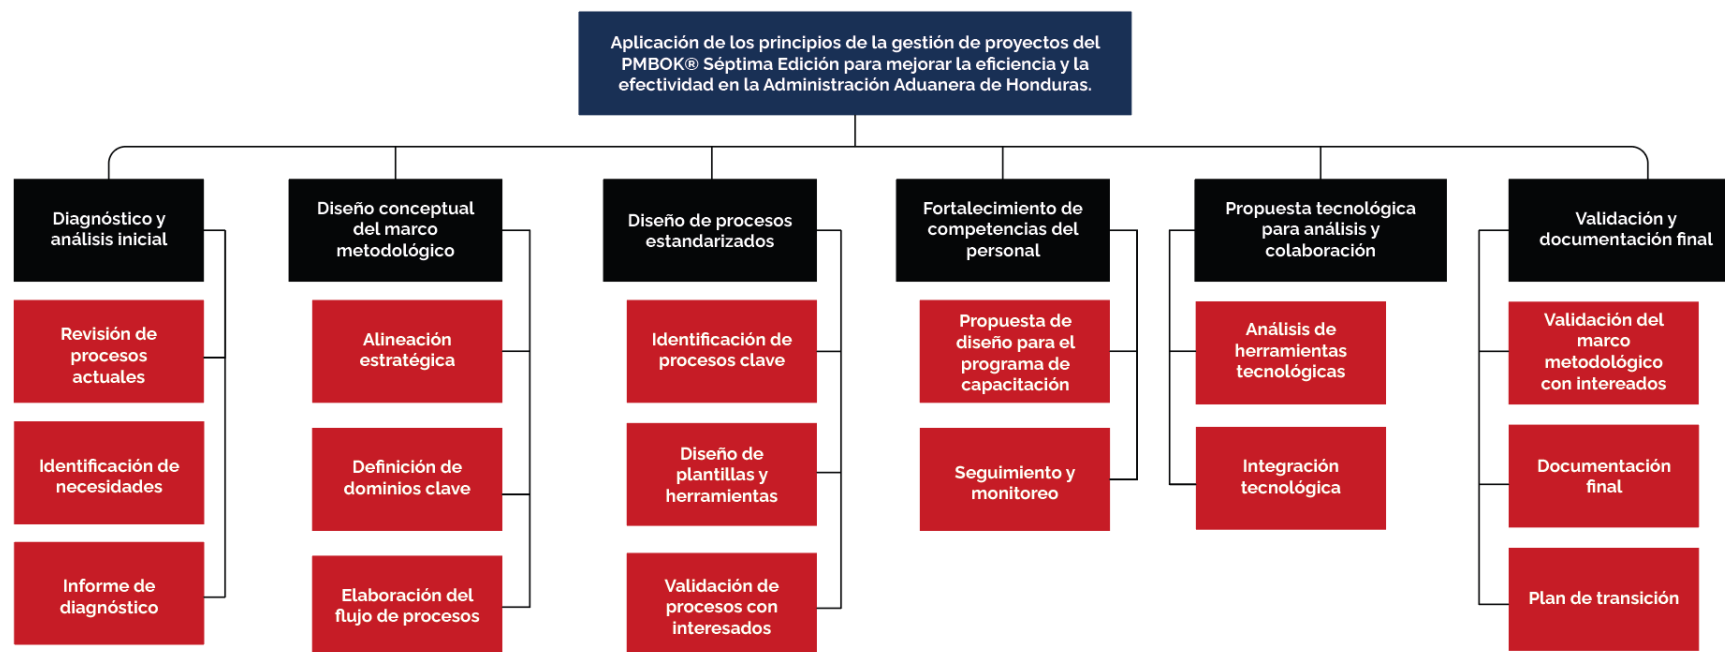 Aplicación de los principios de la gestión de proyectos del
PMBOK® Séptima Edición para mejorar la eficiencia y la
efectividad en la Administración Aduanera de Honduras.
Diagnóstico y
análisis inicial
Revisión de
procesos
actuales
Identificación de
necesidades
Informe de
diagnóstico
Diseño conceptual
del marco
metodológico
Alineación
estratégica
Definición de
dominios clave
Elaboración del
flujo de procesos
Diseño de procesos
estandarizados
Identificación de
procesos clave
Diseño de
plantillas y
herramientas
Validación de
procesos con
interesados
Fortalecimiento de
competencias del
personal
Propuesta de
diseño para el
programa de
capacitación
Seguimiento y
monitoreo
Propuesta tecnológica
para análisis y
colaboración
Análisis de
herramientas
tecnológicas
Integración
tecnológica
Validación y
documentación final
Validación del
marco
metodológico
con intereados
Documentación
final
Plan de transición